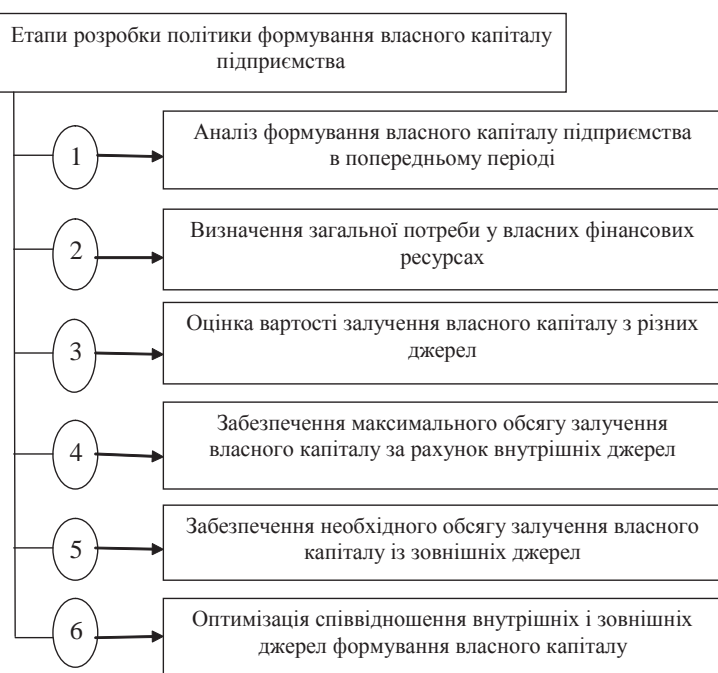 Етапи розробки політики формування власного капіталу
підприємства
1
Аналіз формування власного капіталу підприємства
в попередньому періоді
2
Визначення загальної потреби у власних фінансових
ресурсах
3
Оцінка вартості залучення власного капіталу з різних
джерел
4
Забезпечення максимального обсягу залучення
власного капіталу за рахунок внутрішніх джерел
5
Забезпечення необхідного обсягу залучення власного
капіталу із зовнішніх джерел
6
Оптимізація співвідношення внутрішніх і зовнішніх
джерел формування власного капіталу